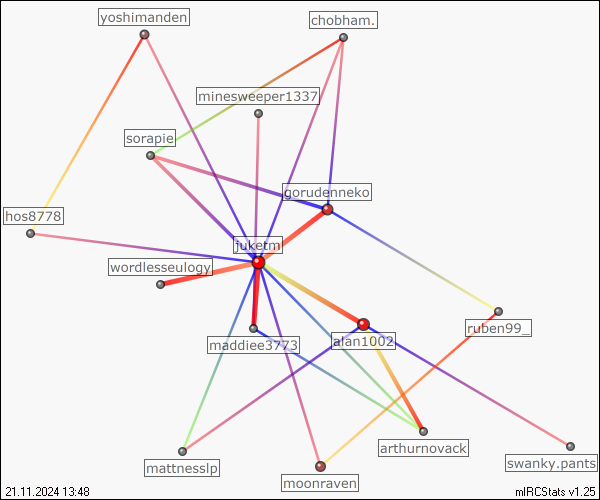 yoshimanden
chobham.
minesweeper1337
sorapie
gorudenneko
hos8778
juketm
wordlesseulogy
ruben99_
maddiee3773
alan1002
arthurnovack
mattnesslp
swanky.pants
moonraven
21.11.2024 13:48
mIRCStats v1.25